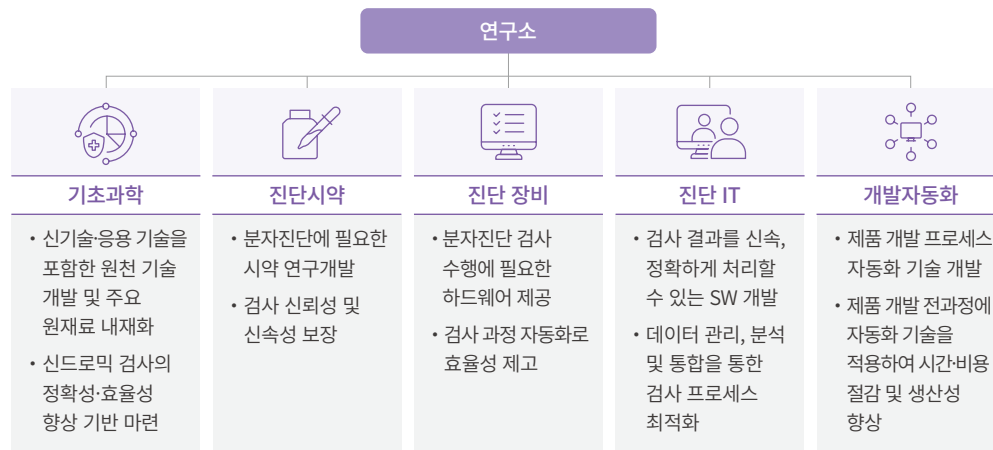 연구소
기초과학
• 신기술·응용 기술을
포함한 원천 기술
개발 및 주요
원재료 내재화
• 신드로믹 검사의
정확성·효율성
향상 기반 마련
진단시약
• 분자진단에 필요한
시약 연구개발
• 검사 신뢰성 및
신속성 보장
진단 장비
• 분자진단 검사
수행에 필요한
하드웨어 제공
• 검사 과정 자동화로
효율성 제고
진단 IT
• 검사 결과를 신속,
정확하게 처리할
수 있는 SW 개발
• 데이터 관리, 분석
및 통합을 통한
검사 프로세스
최적화
개발자동화
• 제품 개발 프로세스
자동화 기술 개발
• 제품 개발 전과정에
자동화 기술을
적용하여 시간·비용
절감 및 생산성
향상